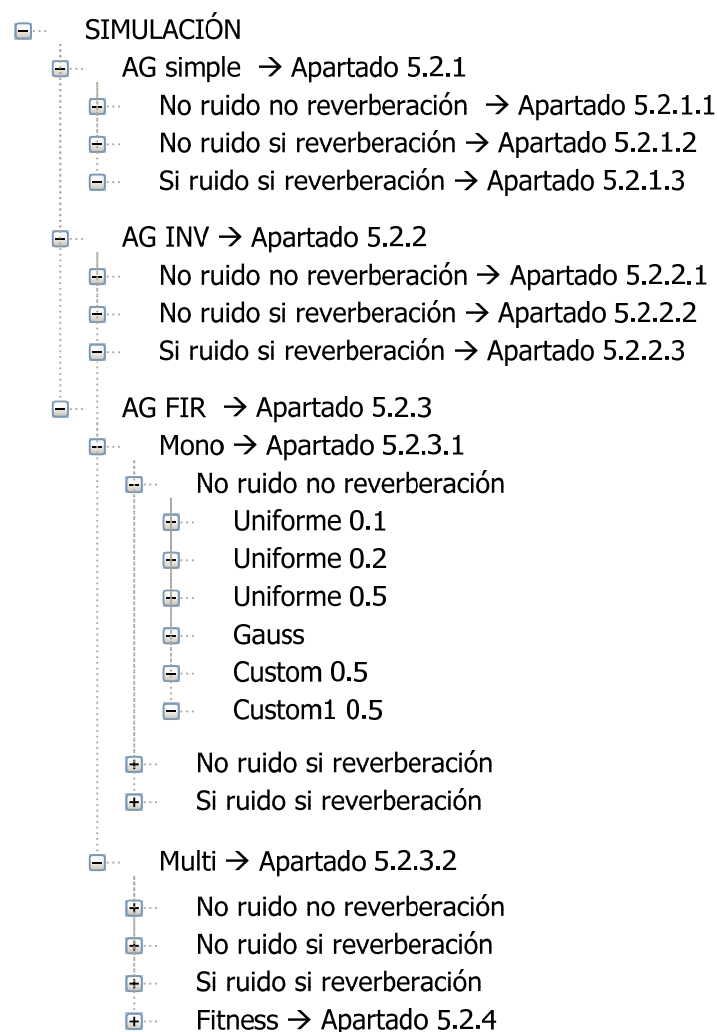 SIMULACIÓN
AG simple → Apartado 5.2.1
No ruido no reverberación → Apartado 5.2.1.1
No ruido si reverberación → Apartado 5.2.1.2
Si ruido si reverberación → Apartado 5.2.1.3
AG INV → Apartado 5.2.2
No ruido no reverberación → Apartado 5.2.2.1
No ruido si reverberación → Apartado 5.2.2.2
Si ruido si reverberación → Apartado 5.2.2.3
AG FIR → Apartado 5.2.3
Mono → Apartado 5.2.3.1
No ruido no reverberación
Uniforme 0.1
Uniforme 0.2
Uniforme 0.5
Gauss
Custom 0.5
Custom1 0.5
No ruido si reverberación
Si ruido si reverberación
Multi → Apartado 5.2.3.2
No ruido no reverberación
No ruido si reverberación
Si ruido si reverberación
Fitness → Apartado 5.2.4